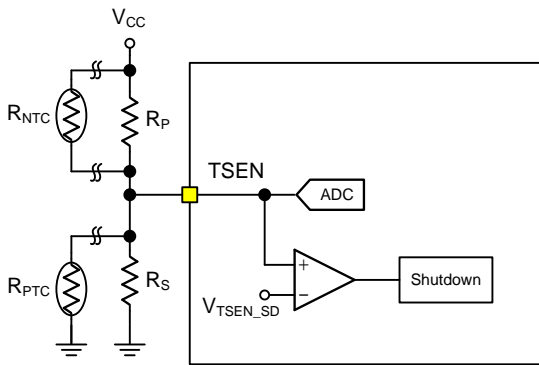 VCC
RNTC
RP
TSEN
ADC
RPTC
RS
+
−
VTSEN_SD
Shutdown